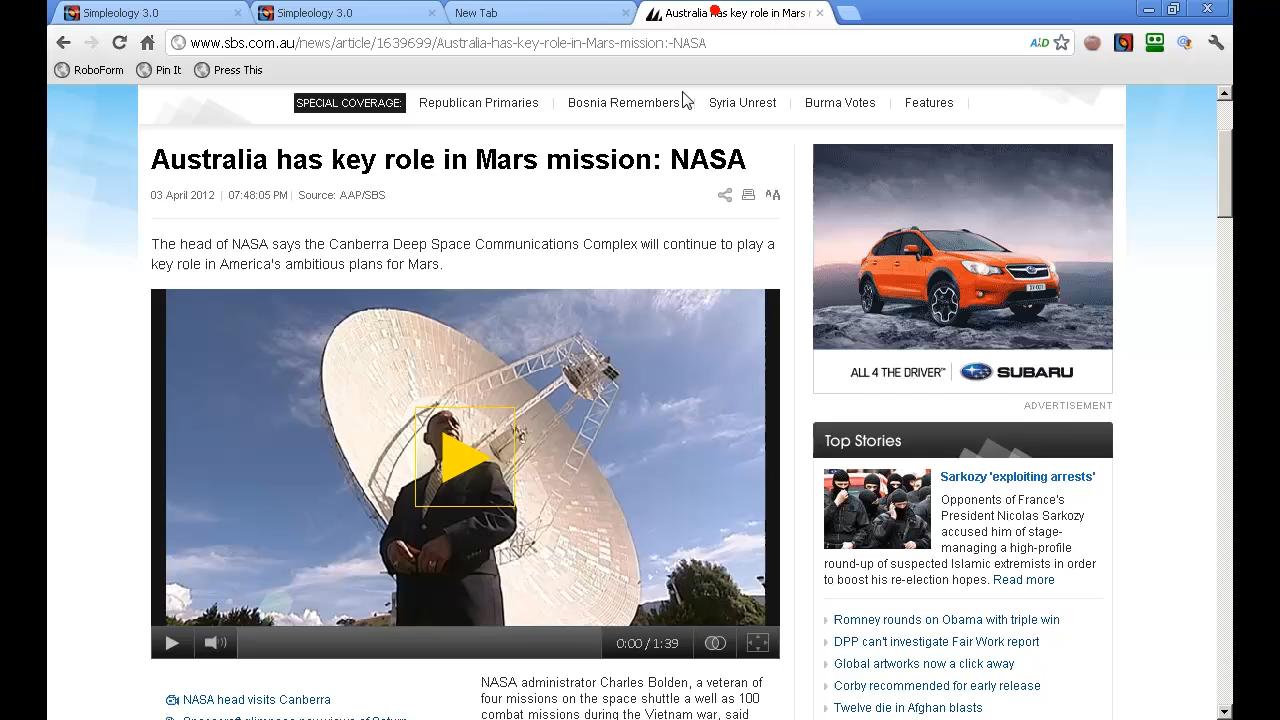 Simpleology 3.0
Simpleology 3.0
New T
Australia has key Mars
www.sbs.com.au/news/article/1639699/Australia-has-key-role-in-Mars-mission:-NASA
RoboForm
Pin It
Press This
SPECIAL COVERAGE:
Republican Primaries
Bosnia Remembers
Syria Unrest
Burma Votes
Features
Australia has key role in Mars mission: NASA
03 April 2012 | 07:48:05 PM | Source: AAP/SBS
AA
The head of NASA says the Canberra Deep Space Communications Complex will continue to play a
key role in America's ambitious plans for Mars.
0:00 / 1:39
NASA head visits Canberra
NASA administrator Charles Bolden, a veteran of
four missions on the space shuttle a well as 100
combat missions during the Vietnam war, said
ALL 4 THE DRIVER™
SUBARU
ADVERTISEMENT
Top Stories
Sarkozy 'exploiting arrests'
Opponents of France's
President Nicolas Sarkozy
accused him of stage-
managing a high-profile
round-up of suspected Islamic extremists in order
to boost his re-election hopes. Read more
Romney rounds on Obama with triple win
DPP can't investigate Fair Work report
Global artworks now a click away
Corby recommended for early release
Twelve die in Afghan blasts